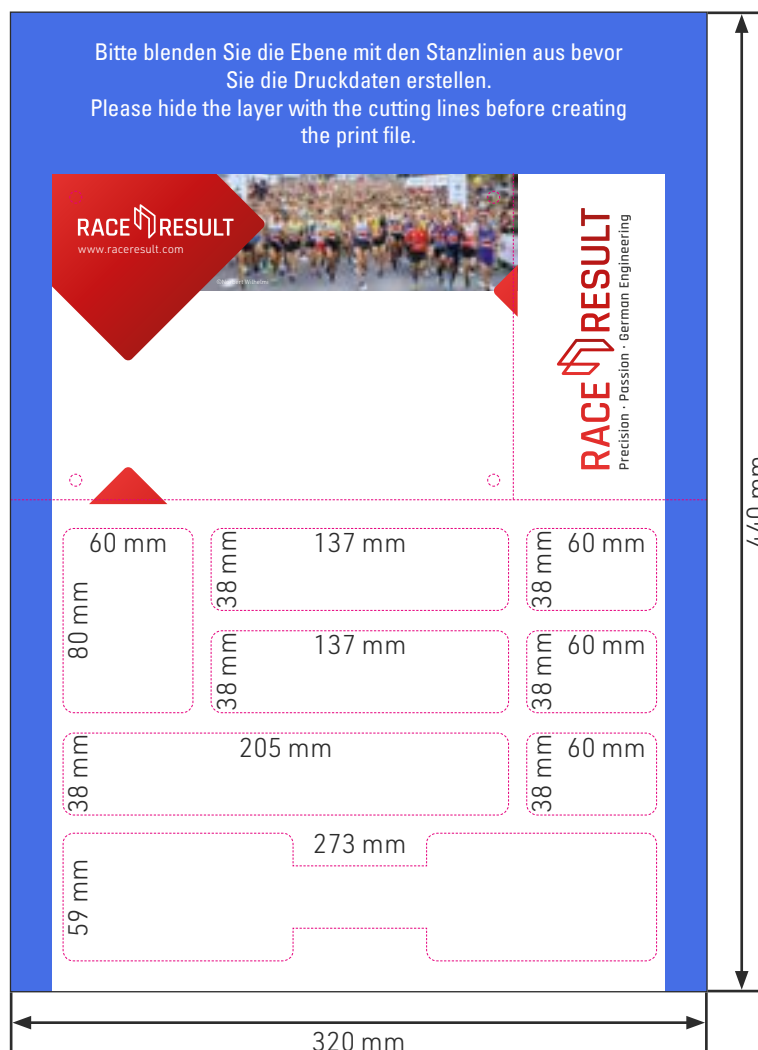 Bitte blenden Sie die Ebene mit den Stanzlinien aus bevor
Sie die Druckdaten erstellen.
Please hide the layer with the cutting lines before creating
the print file.
RACE RESULT
www.raceresult.com
RACE RESULT
Precision · Passion · German Engineering
440 mm
60 mm
80 mm
137 mm
38 mm
60 mm
38 mm
137 mm
38 mm
60 mm
38 mm
205 mm
38 mm
60 mm
38 mm
273 mm
59 mm
320 mm